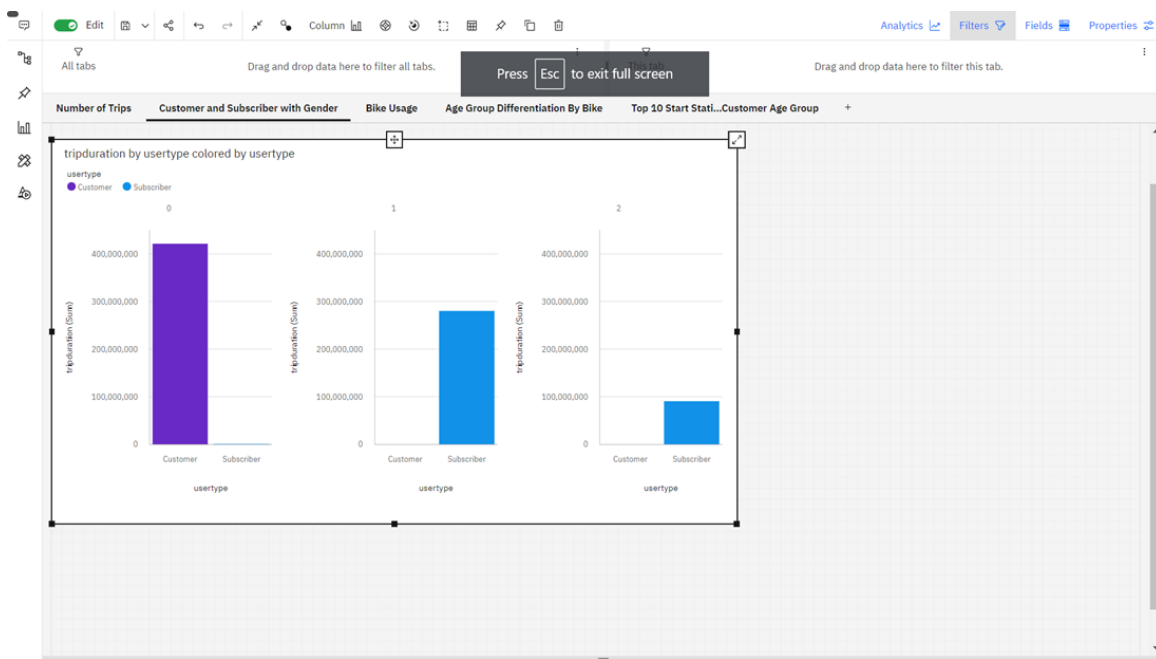 Edit Column Analytics Filters Fields Properties
All tabs Drag and drop data here to filter all tabs. This tab Drag and drop data here to filter this tab.
Press Esc to exit full screen
Number of Trips Customer and Subscriber with Gender Bike Usage Age Group Differentiation By Bike Top 10 Start Stati...Customer Age Group +
tripduration by usertype colored by usertype
usertype
Customer Subscriber
0 1 2
400,000,000 400,000,000 400,000,000
300,000,000 300,000,000 300,000,000
tripduration (Sum) tripduration (Sum) tripduration (Sum)
200,000,000 200,000,000 200,000,000
100,000,000 100,000,000 100,000,000
0 0 0
Customer Subscriber Customer Subscriber Customer Subscriber
usertype usertype usertype